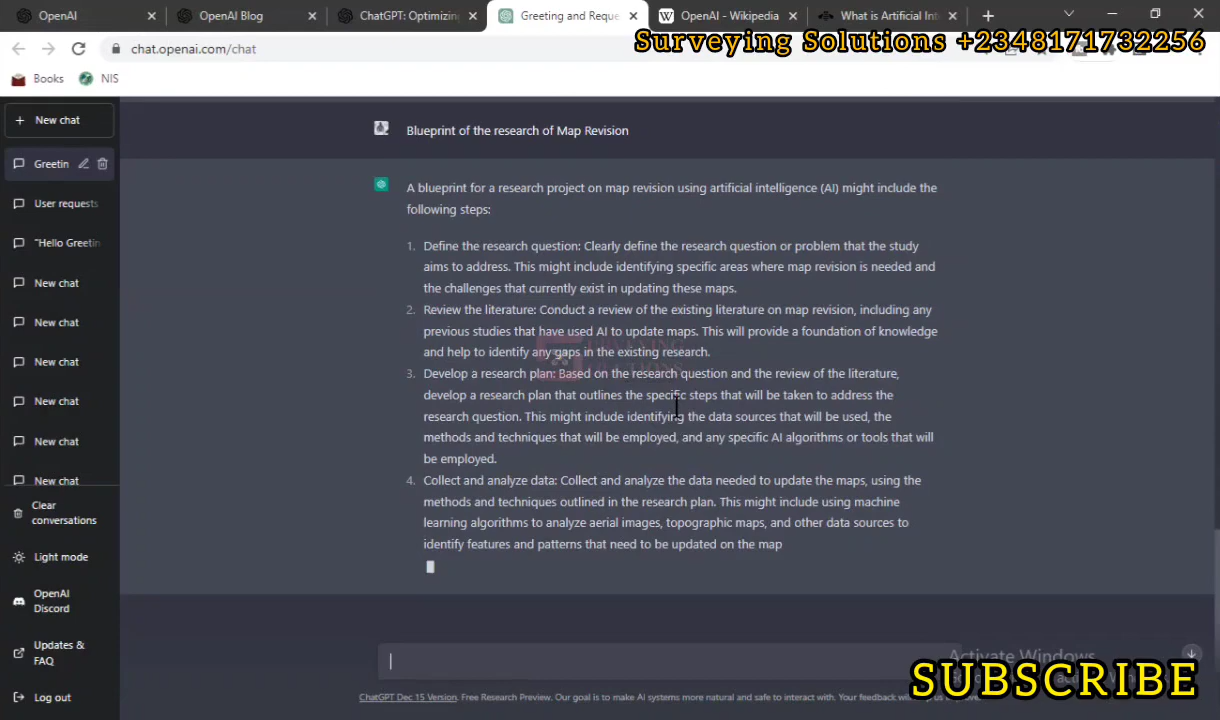 OpenAI
OpenAI Blog
ChatGPT: Optimizing
Greeting and Reque
OpenAI - Wikipedia
What is Artificial Inte
chat.openai.com/chat
Surveying Solutions +2348171732256
Books
NIS
New chat
Greetin
User requests
"Hello Greetin
New chat
New chat
New chat
New chat
New chat
New chat
Clear
conversations
Light mode
OpenAI
Discord
Updates &
FAQ
Log out
Blueprint of the research of Map Revision
A blueprint for a research project on map revision using artificial intelligence (AI) might include the
following steps:
1. Define the research question: Clearly define the research question or problem that the study
aims to address. This might include identifying specific areas where map revision is needed and
the challenges that currently exist in updating these maps.
2. Review the literature: Conduct a review of the existing literature on map revision, including any
previous studies that have used AI to update maps. This will provide a foundation of knowledge
and help to identify any gaps in the existing research.
3. Develop a research plan: Based on the research question and the review of the literature,
develop a research plan that outlines the specific steps that will be taken to address the
research question. This might include identifying the data sources that will be used, the
methods and techniques that will be employed, and any specific AI algorithms or tools that will
be employed.
4. Collect and analyze data: Collect and analyze the data needed to update the maps, using the
methods and techniques outlined in the research plan. This might include using machine
learning algorithms to analyze aerial images, topographic maps, and other data sources to
identify features and patterns that need to be updated on the map
SURVEYING
SOLUTIONS
Activate Windows
SUBSCRIBE
ChatGPT Dec 15 Version. Free Research Preview. Our goal is to make AI systems more natural and safe to interact with. Your feedback will